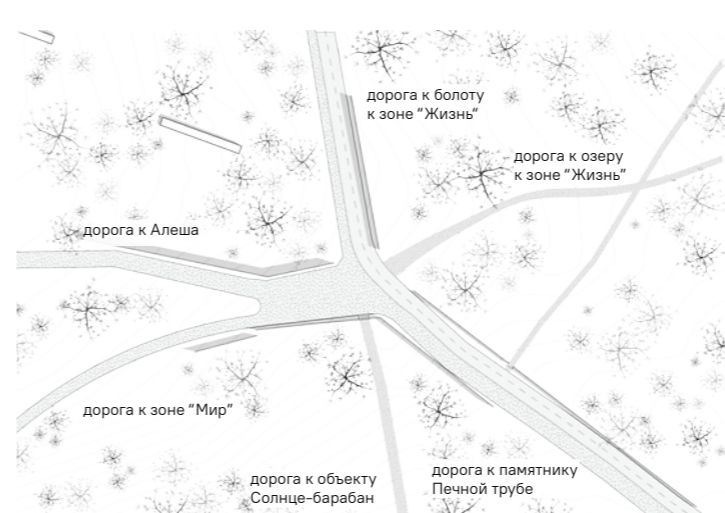 дорога к болоту
к зоне “Жизнь”
дорога к озеру
к зоне “Жизнь”
дорога к Алеша
дорога к зоне “Мир”
дорога к объекту
Солнце-барабан
дорога к памятнику
Печной трубе